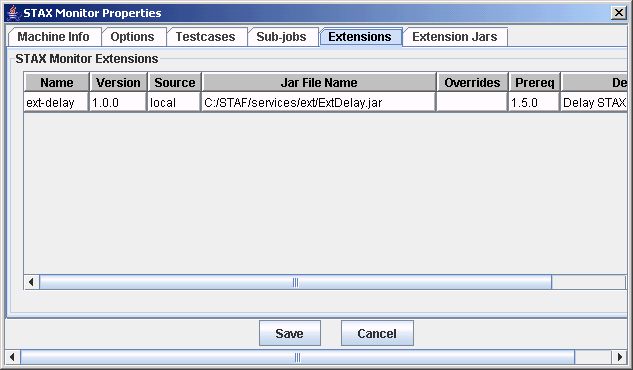 STAX Monitor Properties
Machine Info Options Testcases Sub-jobs Extensions Extension Jars
STAX Monitor Extensions
Name Version Source Jar File Name Overrides Prereq De
ext-delay 1.0.0 local C:/STAF/services/ext/ExtDelay.jar 1.5.0 Delay STAX
Save Cancel